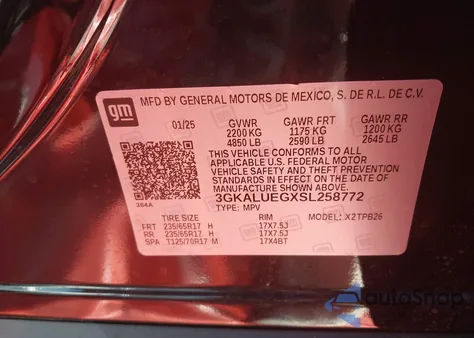 gm
MFD BY GENERAL MOTORS DE MEXICO, S. DE R.L. DE C.V.
01/25 GVWR GAWR FRT GAWR RR
2200 KG 1175 KG 1200 KG
4850 LB 2590 LB 2645 LB
THIS VEHICLE CONFORMS TO ALL
APPLICABLE U.S. FEDERAL MOTOR
VEHICLE SAFETY AND THEFT PREVENTION
STANDARDS IN EFFECT ON THE DATE OF
MANUFACTURE SHOWN ABOVE.
3GKALUEGXSL258772
384A TYPE: MPV
TIRE SIZE RIM MODEL: X2TPB26
FRT 235/65R17 H 17X7.5J
RR 235/65R17 H 17X7.5J
SPA T125/70R17 M 17X4BT
autoSnap